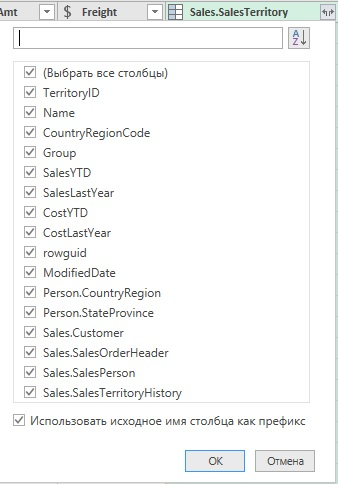 Amt $ Freight Sales.SalesTerritory
(Выбрать все столбцы)
TerritoryID
Name
CountryRegionCode
Group
SalesYTD
SalesLastYear
CostYTD
CostLastYear
rowguid
ModifiedDate
Person.CountryRegion
Person.StateProvince
Sales.Customer
Sales.SalesOrderHeader
Sales.SalesPerson
Sales.SalesTerritoryHistory
Использовать исходное имя столбца как префикс
ОК Отмена